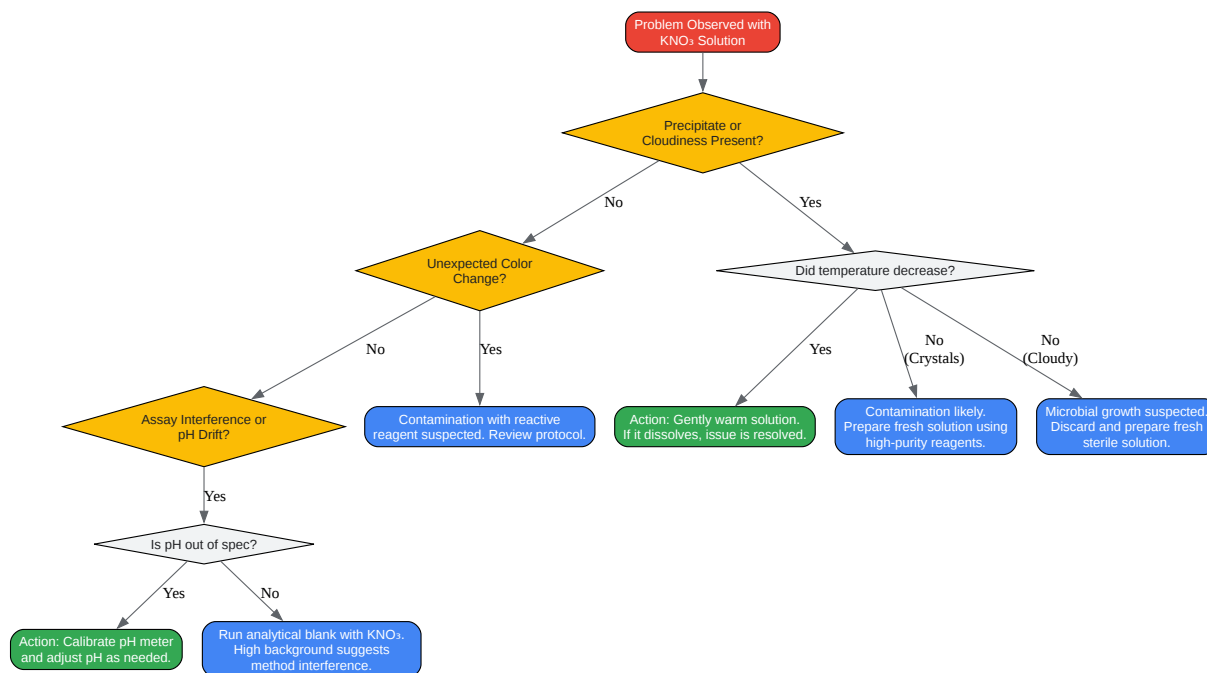 Problem Observed with
KNO₃ Solution
Precipitate or
Cloudiness Present?
No
Yes
Unexpected Color
Change?
Did temperature decrease?
No
Yes
Yes
No
(Crystals)
No
(Cloudy)
Assay Interference or
pH Drift?
Contamination with reactive
reagent suspected. Review protocol.
Action: Gently warm solution.
If it dissolves, issue is resolved.
Contamination likely.
Prepare fresh solution using
high-purity reagents.
Microbial growth suspected.
Discard and prepare fresh
sterile solution.
Yes
Is pH out of spec?
Yes
No
Action: Calibrate pH meter
and adjust pH as needed.
Run analytical blank with KNO₃.
High background suggests
method interference.